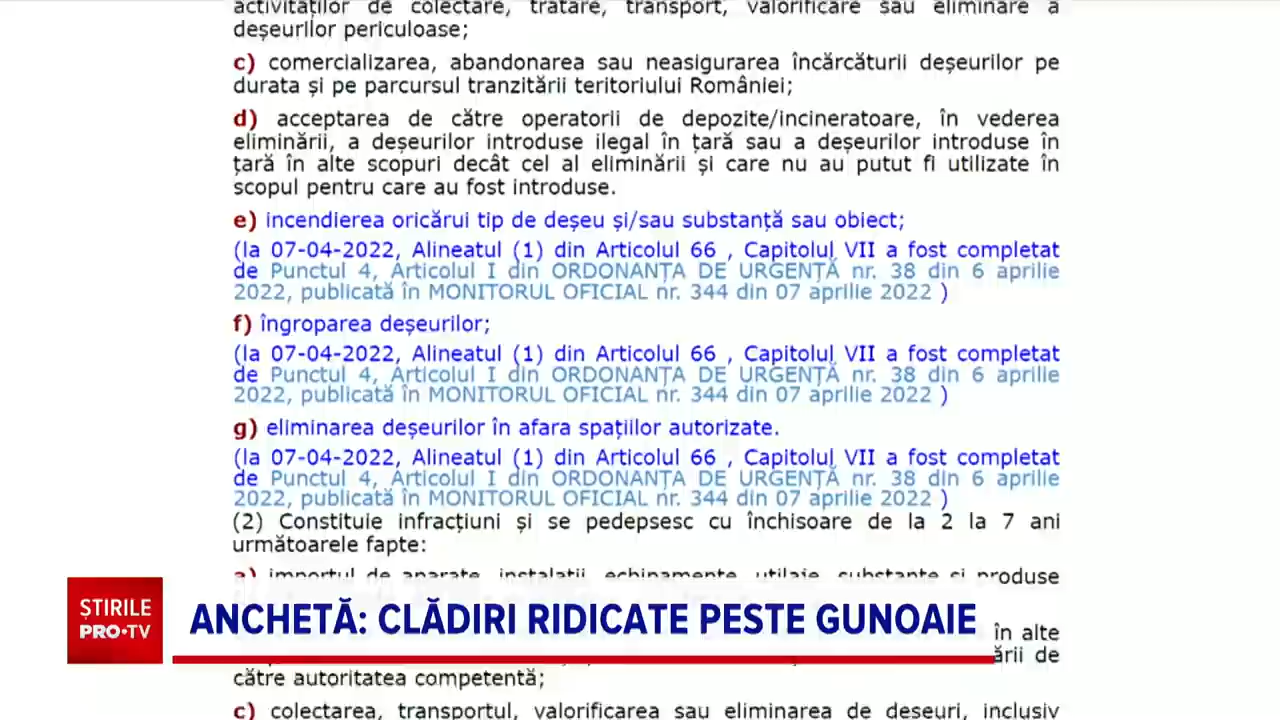 activităților de colectare, tratare, transport, valorificare sau eliminare a
deșeurilor periculoase;
c) comercializarea, abandonarea sau neasigurarea încărcăturii deșeurilor pe
durata și pe parcursul tranzitării teritoriului României;
d) acceptarea de către operatorii de depozite/incineratoare, în vederea
eliminării, a deșeurilor introduse ilegal în țară sau a deșeurilor introduse în
țară în alte scopuri decât cel al eliminării și care nu au putut fi utilizate în
scopul pentru care au fost introduse.
e) incendierea oricărui tip de deșeu și/sau substanță sau obiect;
(la 07-04-2022, Alineatul (1) din Articolul 66 , Capitolul VII a fost completat
de Punctul 4, Articolul I din ORDONANȚA DE URGENȚĂ nr. 38 din 6 aprilie
2022, publicată în MONITORUL OFICIAL nr. 344 din 07 aprilie 2022 )
f) îngroparea deșeurilor;
(la 07-04-2022, Alineatul (1) din Articolul 66 , Capitolul VII a fost completat
de Punctul 4, Articolul I din ORDONANȚA DE URGENȚĂ nr. 38 din 6 aprilie
2022, publicată în MONITORUL OFICIAL nr. 344 din 07 aprilie 2022 )
g) eliminarea deșeurilor în afara spațiilor autorizate.
(la 07-04-2022, Alineatul (1) din Articolul 66 , Capitolul VII a fost completat
de Punctul 4, Articolul I din ORDONANȚA DE URGENȚĂ nr. 38 din 6 aprilie
2022, publicată în MONITORUL OFICIAL nr. 344 din 07 aprilie 2022 )
(2) Constituie infracțiuni și se pedepsesc cu închisoare de la 2 la 7 ani
următoarele fapte:
a) importul de aparate, instalații, echipamente, utilaje, substanțe și produse
ȘTIRILE
PRO•TV
ANCHETĂ: CLĂDIRI RIDICATE PESTE GUNOAIE
în alte
ării de
către autoritatea competentă;
c) colectarea, transportul, valorificarea sau eliminarea de deșeuri, inclusiv